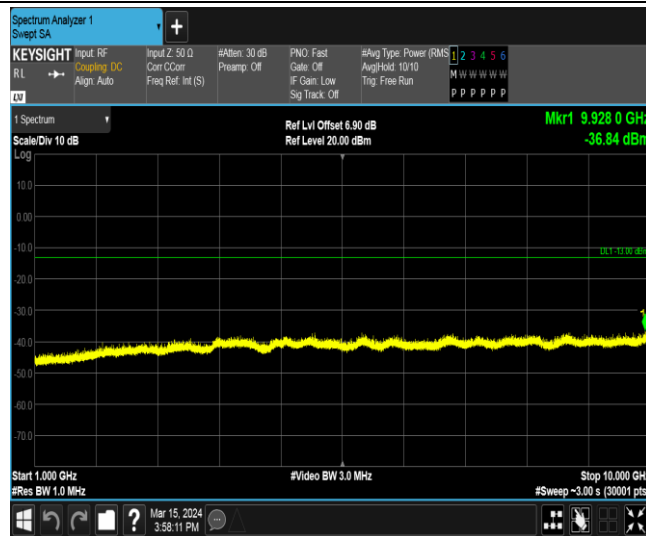 Spectrum Analyzer 1
Swept SA
+
KEYSIGHT
RL
Input: RF
Coupling: DC
Align: Auto
Input Z: 50 Ω
Corr CCorr
Freq Ref: Int (S)
#Atten: 30 dB
Preamp: Off
PNO: Fast
Gate: Off
IF Gain: Low
Sig Track: Off
#Avg Type: Power (RMS
Avg|Hold: 10/10
Trig: Free Run
1 2 3 4 5 6
M W W W W W
P P P P P P
1 Spectrum
Scale/Div 10 dB
Log
Ref Lvl Offset 6.90 dB
Ref Level 20.00 dBm
Mkr1 9.928 0 GHz
-36.84 dBm
10.0
0.00
-10.0
DL1 -13.00 dBm
-20.0
-30.0
-40.0
-50.0
-60.0
-70.0
Start 1.000 GHz
#Res BW 1.0 MHz
#Video BW 3.0 MHz
Stop 10.000 GHz
#Sweep ~3.00 s (30001 pts
?
Mar 15, 2024
3:58:11 PM